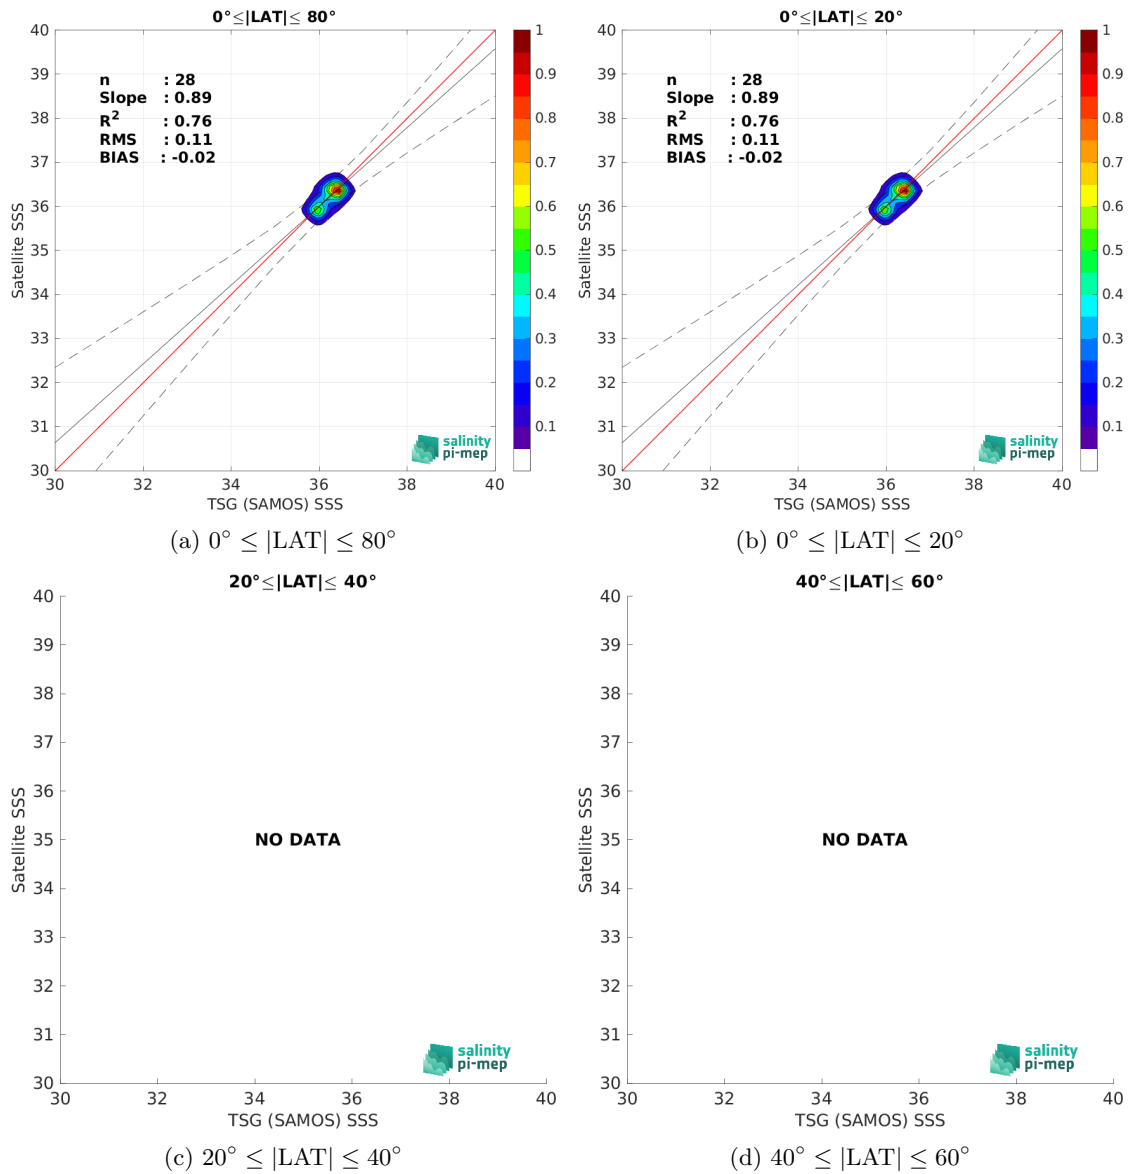 0°≤|LAT|≤ 80°
40
39
38
37
36
35
34
33
32
31
30
Satellite SSS
n : 28
Slope : 0.89
R² : 0.76
RMS : 0.11
BIAS : -0.02
salinity
pi-mep
30 32 34 36 38 40
TSG (SAMOS) SSS
1
0.9
0.8
0.7
0.6
0.5
0.4
0.3
0.2
0.1
(a) 0° ≤ |LAT| ≤ 80°
0°≤|LAT|≤ 20°
40
39
38
37
36
35
34
33
32
31
30
Satellite SSS
n : 28
Slope : 0.89
R² : 0.76
RMS : 0.11
BIAS : -0.02
salinity
pi-mep
30 32 34 36 38 40
TSG (SAMOS) SSS
1
0.9
0.8
0.7
0.6
0.5
0.4
0.3
0.2
0.1
(b) 0° ≤ |LAT| ≤ 20°
20°≤|LAT|≤ 40°
40
39
38
37
36
35
34
33
32
31
30
Satellite SSS
NO DATA
salinity
pi-mep
30 32 34 36 38 40
TSG (SAMOS) SSS
(c) 20° ≤ |LAT| ≤ 40°
40°≤|LAT|≤ 60°
40
39
38
37
36
35
34
33
32
31
30
Satellite SSS
NO DATA
salinity
pi-mep
30 32 34 36 38 40
TSG (SAMOS) SSS
(d) 40° ≤ |LAT| ≤ 60°